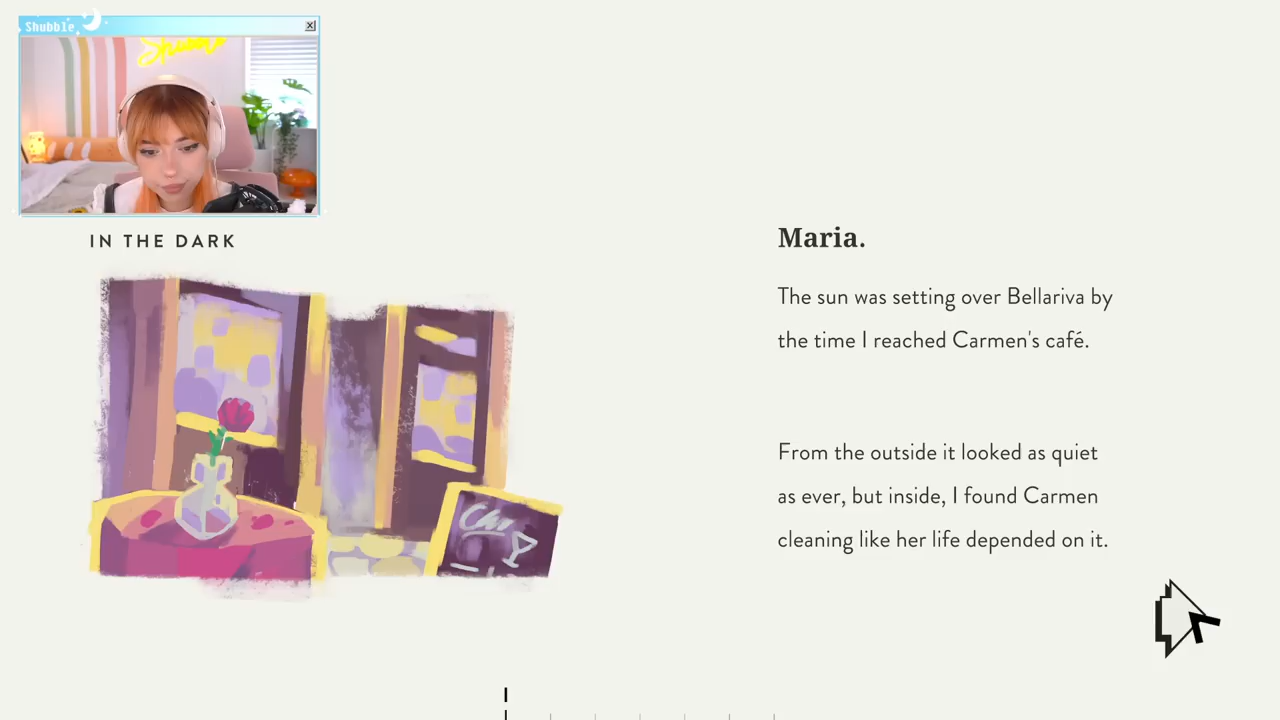 Shubble
IN THE DARK
Maria.
The sun was setting over Bellariva by
the time I reached Carmen's café.
From the outside it looked as quiet
as ever, but inside, I found Carmen
cleaning like her life depended on it.